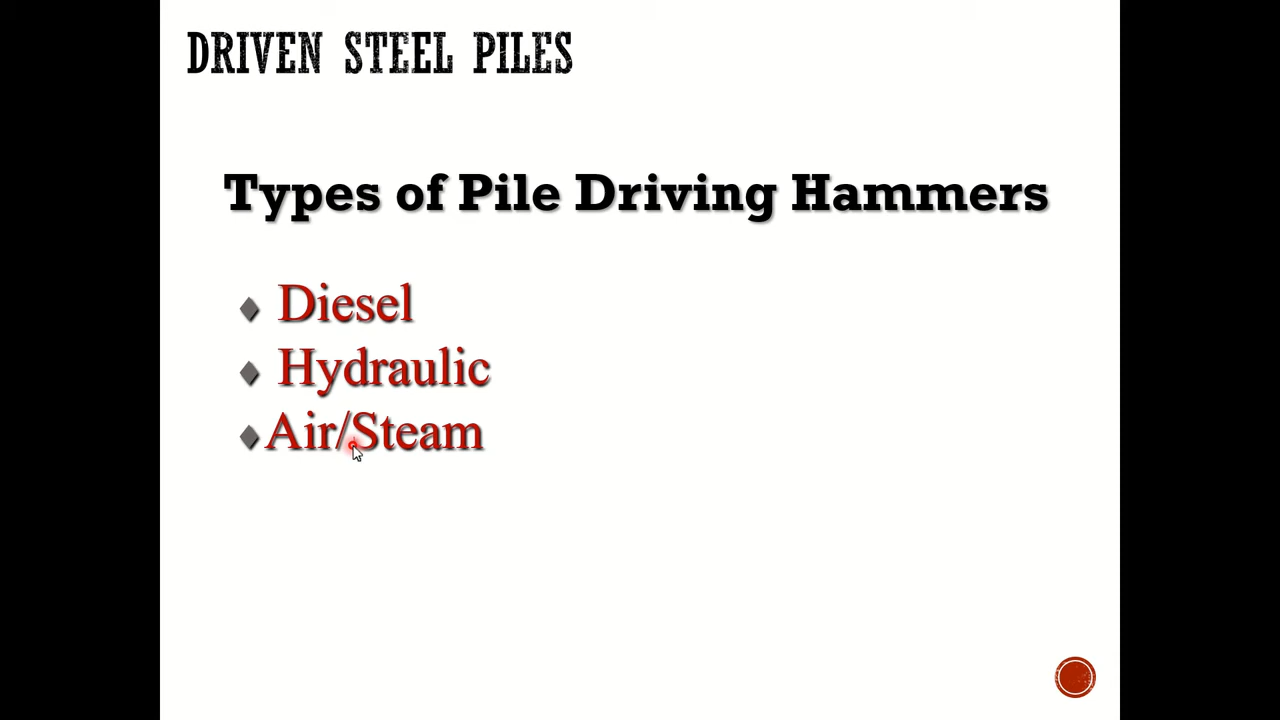 DRIVEN STEEL PILES
Types of Pile Driving Hammers
Diesel
Hydraulic
Air/Steam